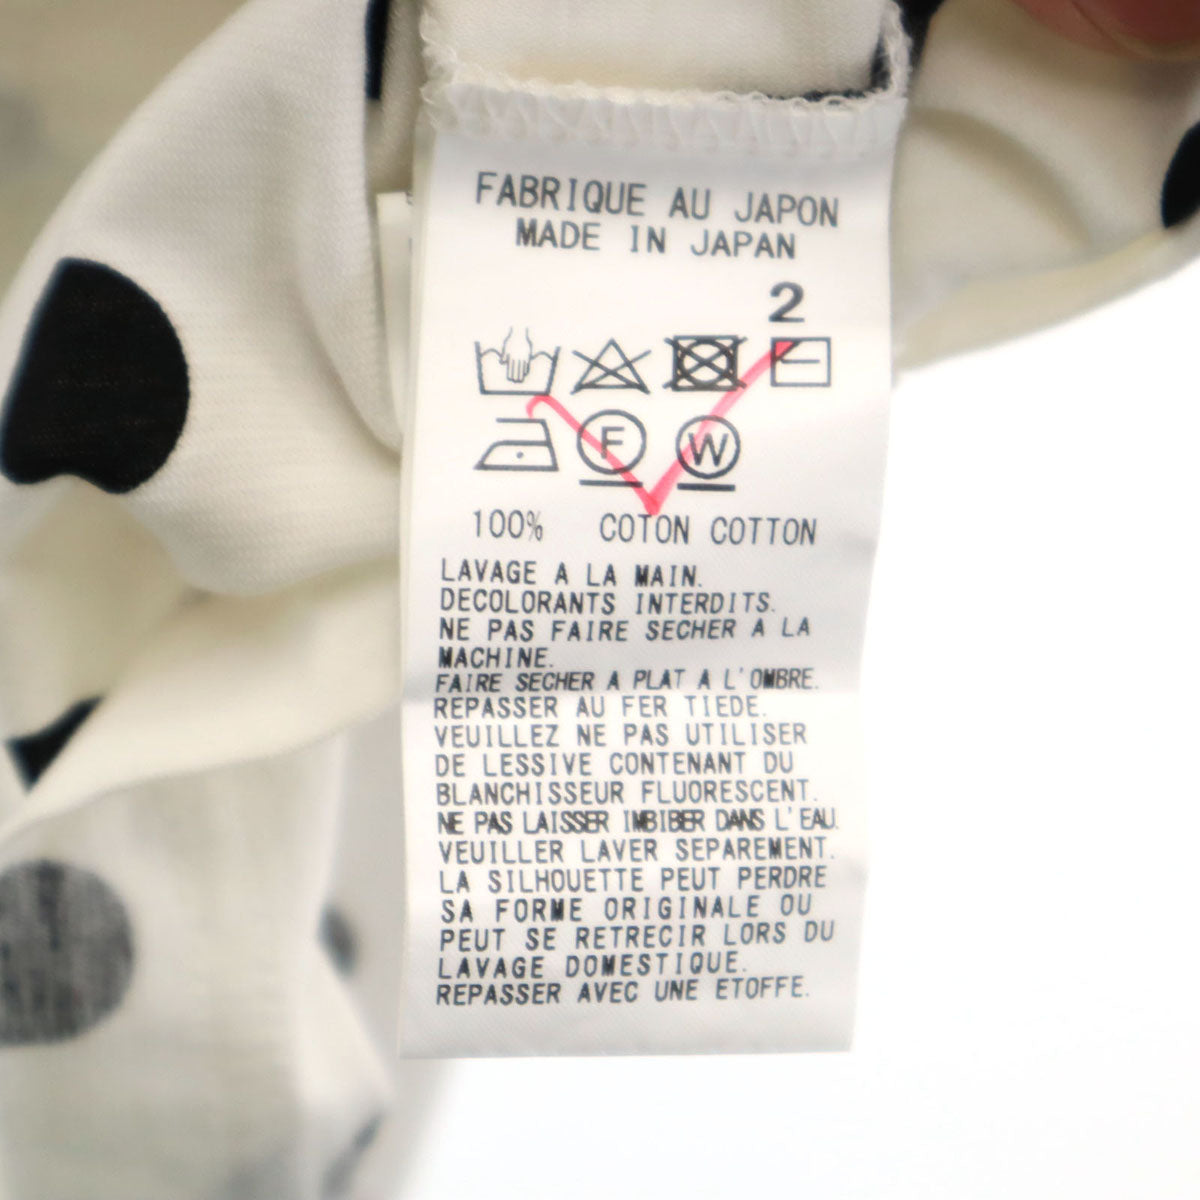 FABRIQUE AU JAPON
MADE IN JAPAN
2
F W
100% COTON COTTON
LAVAGE A LA MAIN.
DECOLORANTS INTERDITS.
NE PAS FAIRE SECHER A LA
MACHINE.
FAIRE SECHER A PLAT A L'OMBRE.
REPASSER AU FER TIEDE.
VEUILLEZ NE PAS UTILISER
DE LESSIVE CONTENANT DU
BLANCHISSEUR FLUORESCENT.
NE PAS LAISSER IMBIBER DANS L'EAU.
VEUILLER LAVER SEPAREMENT.
LA SILHOUETTE PEUT PERDRE
SA FORME ORIGINALE OU
PEUT SE RETRECIR LORS DU
LAVAGE DOMESTIQUE.
REPASSER AVEC UNE ETOFFE.